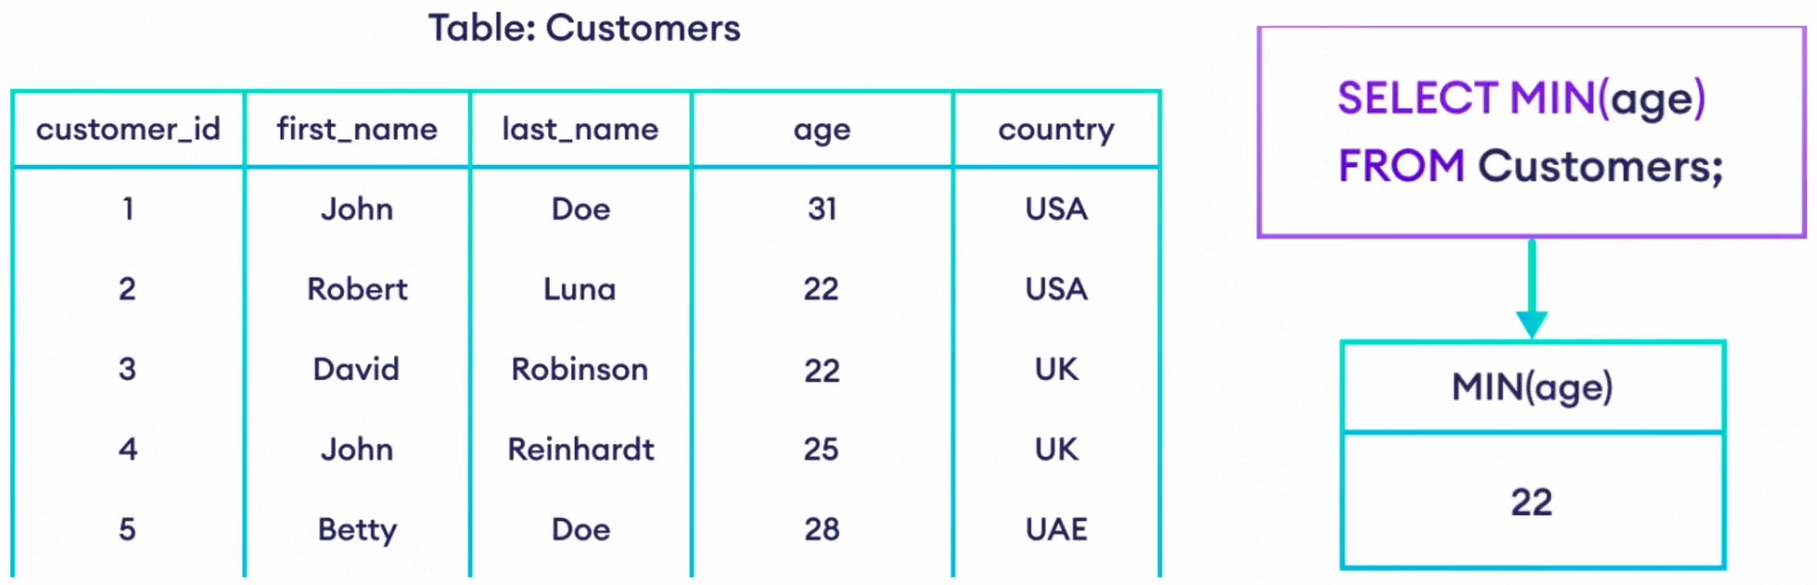 Table: Customers
customer_id first_name last_name age country
1 John Doe 31 USA
2 Robert Luna 22 USA
3 David Robinson 22 UK
4 John Reinhardt 25 UK
5 Betty Doe 28 UAE
SELECT MIN(age)
FROM Customers;
MIN(age)
22